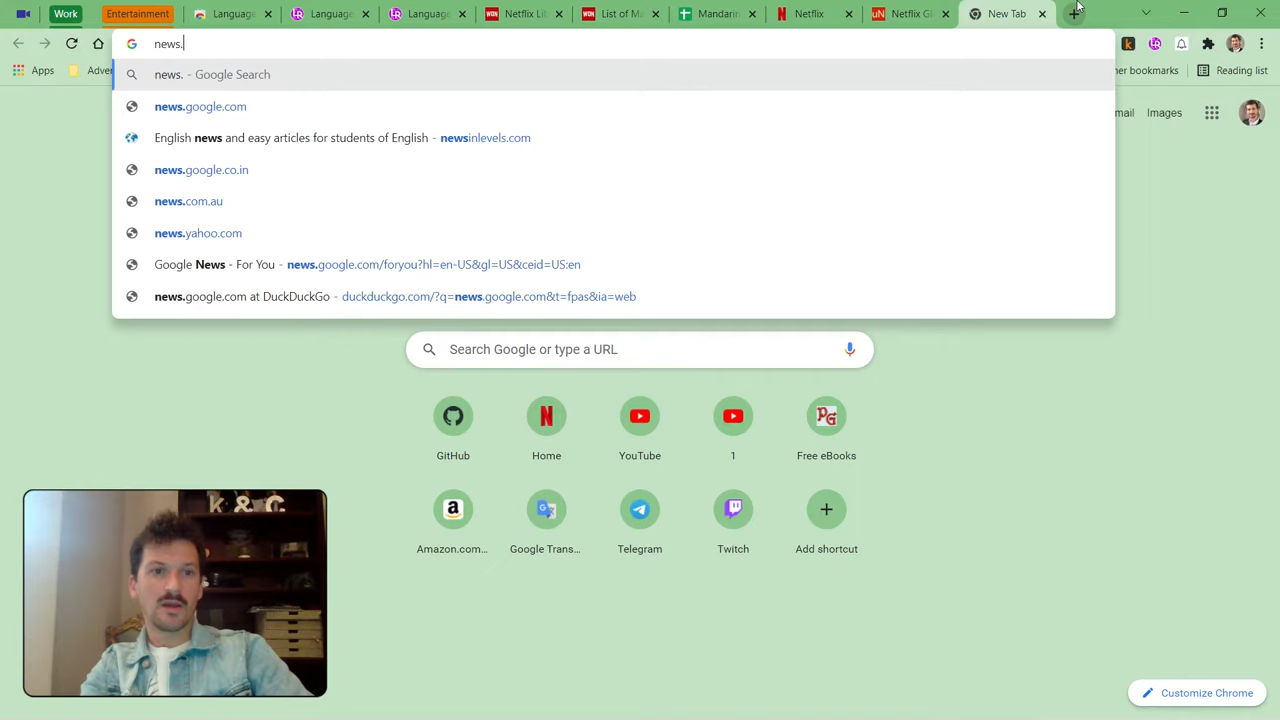 Work
Entertainment
Google
Language
Language
Netflix Li
List of M
Mandarin
Netflix
Netflix Gl
New Tab
news.
Apps
Adver
her bookmarks
Reading list
news. - Google Search
news.google.com
English news and easy articles for students of English - newsinlevels.com
news.google.co.in
news.com.au
news.yahoo.com
Google News - For You - news.google.com/foryou?hl=en-US&gl=US&ceid=US:en
news.google.com at DuckDuckGo - duckduckgo.com/?q=news.google.com&t=fpas&ia=web
mail
Images
Search Google or type a URL
GitHub
Home
YouTube
1
Free eBooks
Amazon.com...
Google Trans...
Telegram
Twitch
Add shortcut
k & C
Customize Chrome